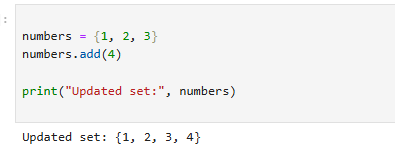 :
numbers = {1, 2, 3}
numbers.add(4)
print("Updated set:", numbers)
Updated set: {1, 2, 3, 4}